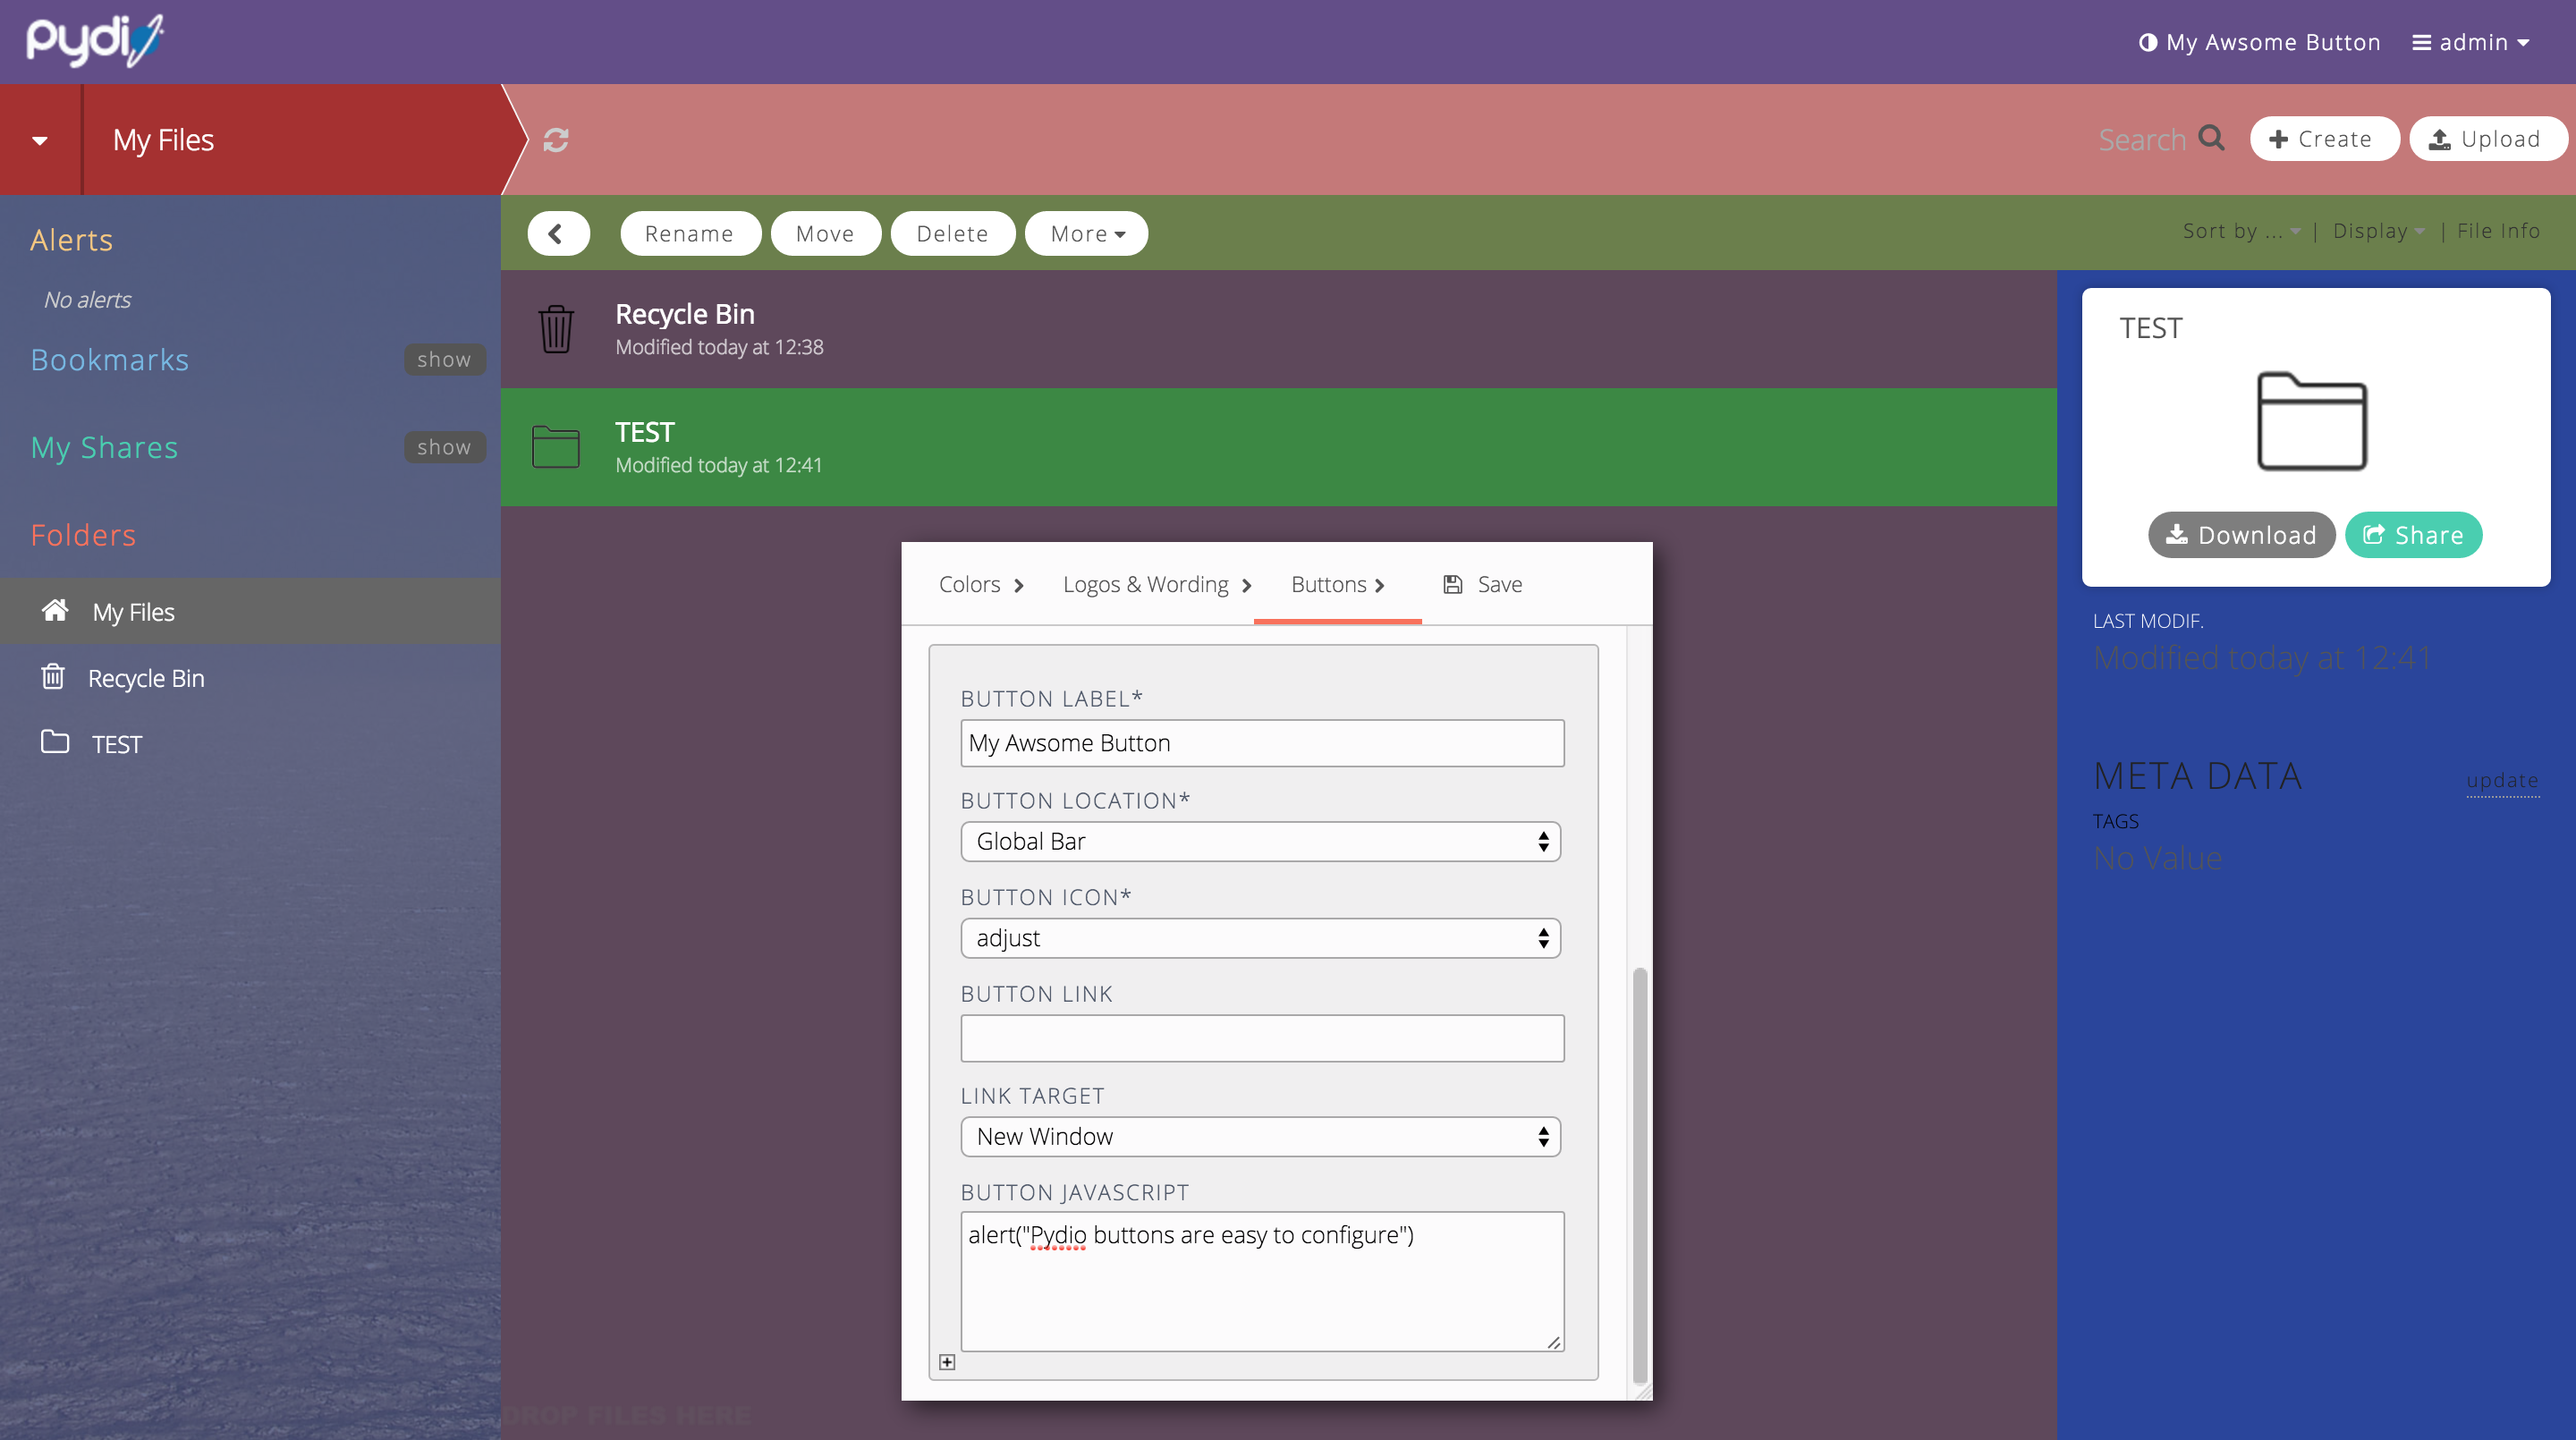 pydio
My Awsome Button
admin
My Files
Search
Create
Upload
Alerts
No alerts
Bookmarks
show
My Shares
show
Folders
My Files
Recycle Bin
TEST
Rename
Move
Delete
More
Sort by ... |
Display |
File Info
Recycle Bin
Modified today at 12:38
TEST
Modified today at 12:41
Colors
Logos & Wording
Buttons
Save
BUTTON LABEL*
My Awsome Button
BUTTON LOCATION*
Global Bar
BUTTON ICON*
adjust
BUTTON LINK
LINK TARGET
New Window
BUTTON JAVASCRIPT
alert("Pydio buttons are easy to configure")
DROP FILES HERE
TEST
Download
Share
LAST MODIF.
Modified today at 12:41
META DATA
update
TAGS
No Value